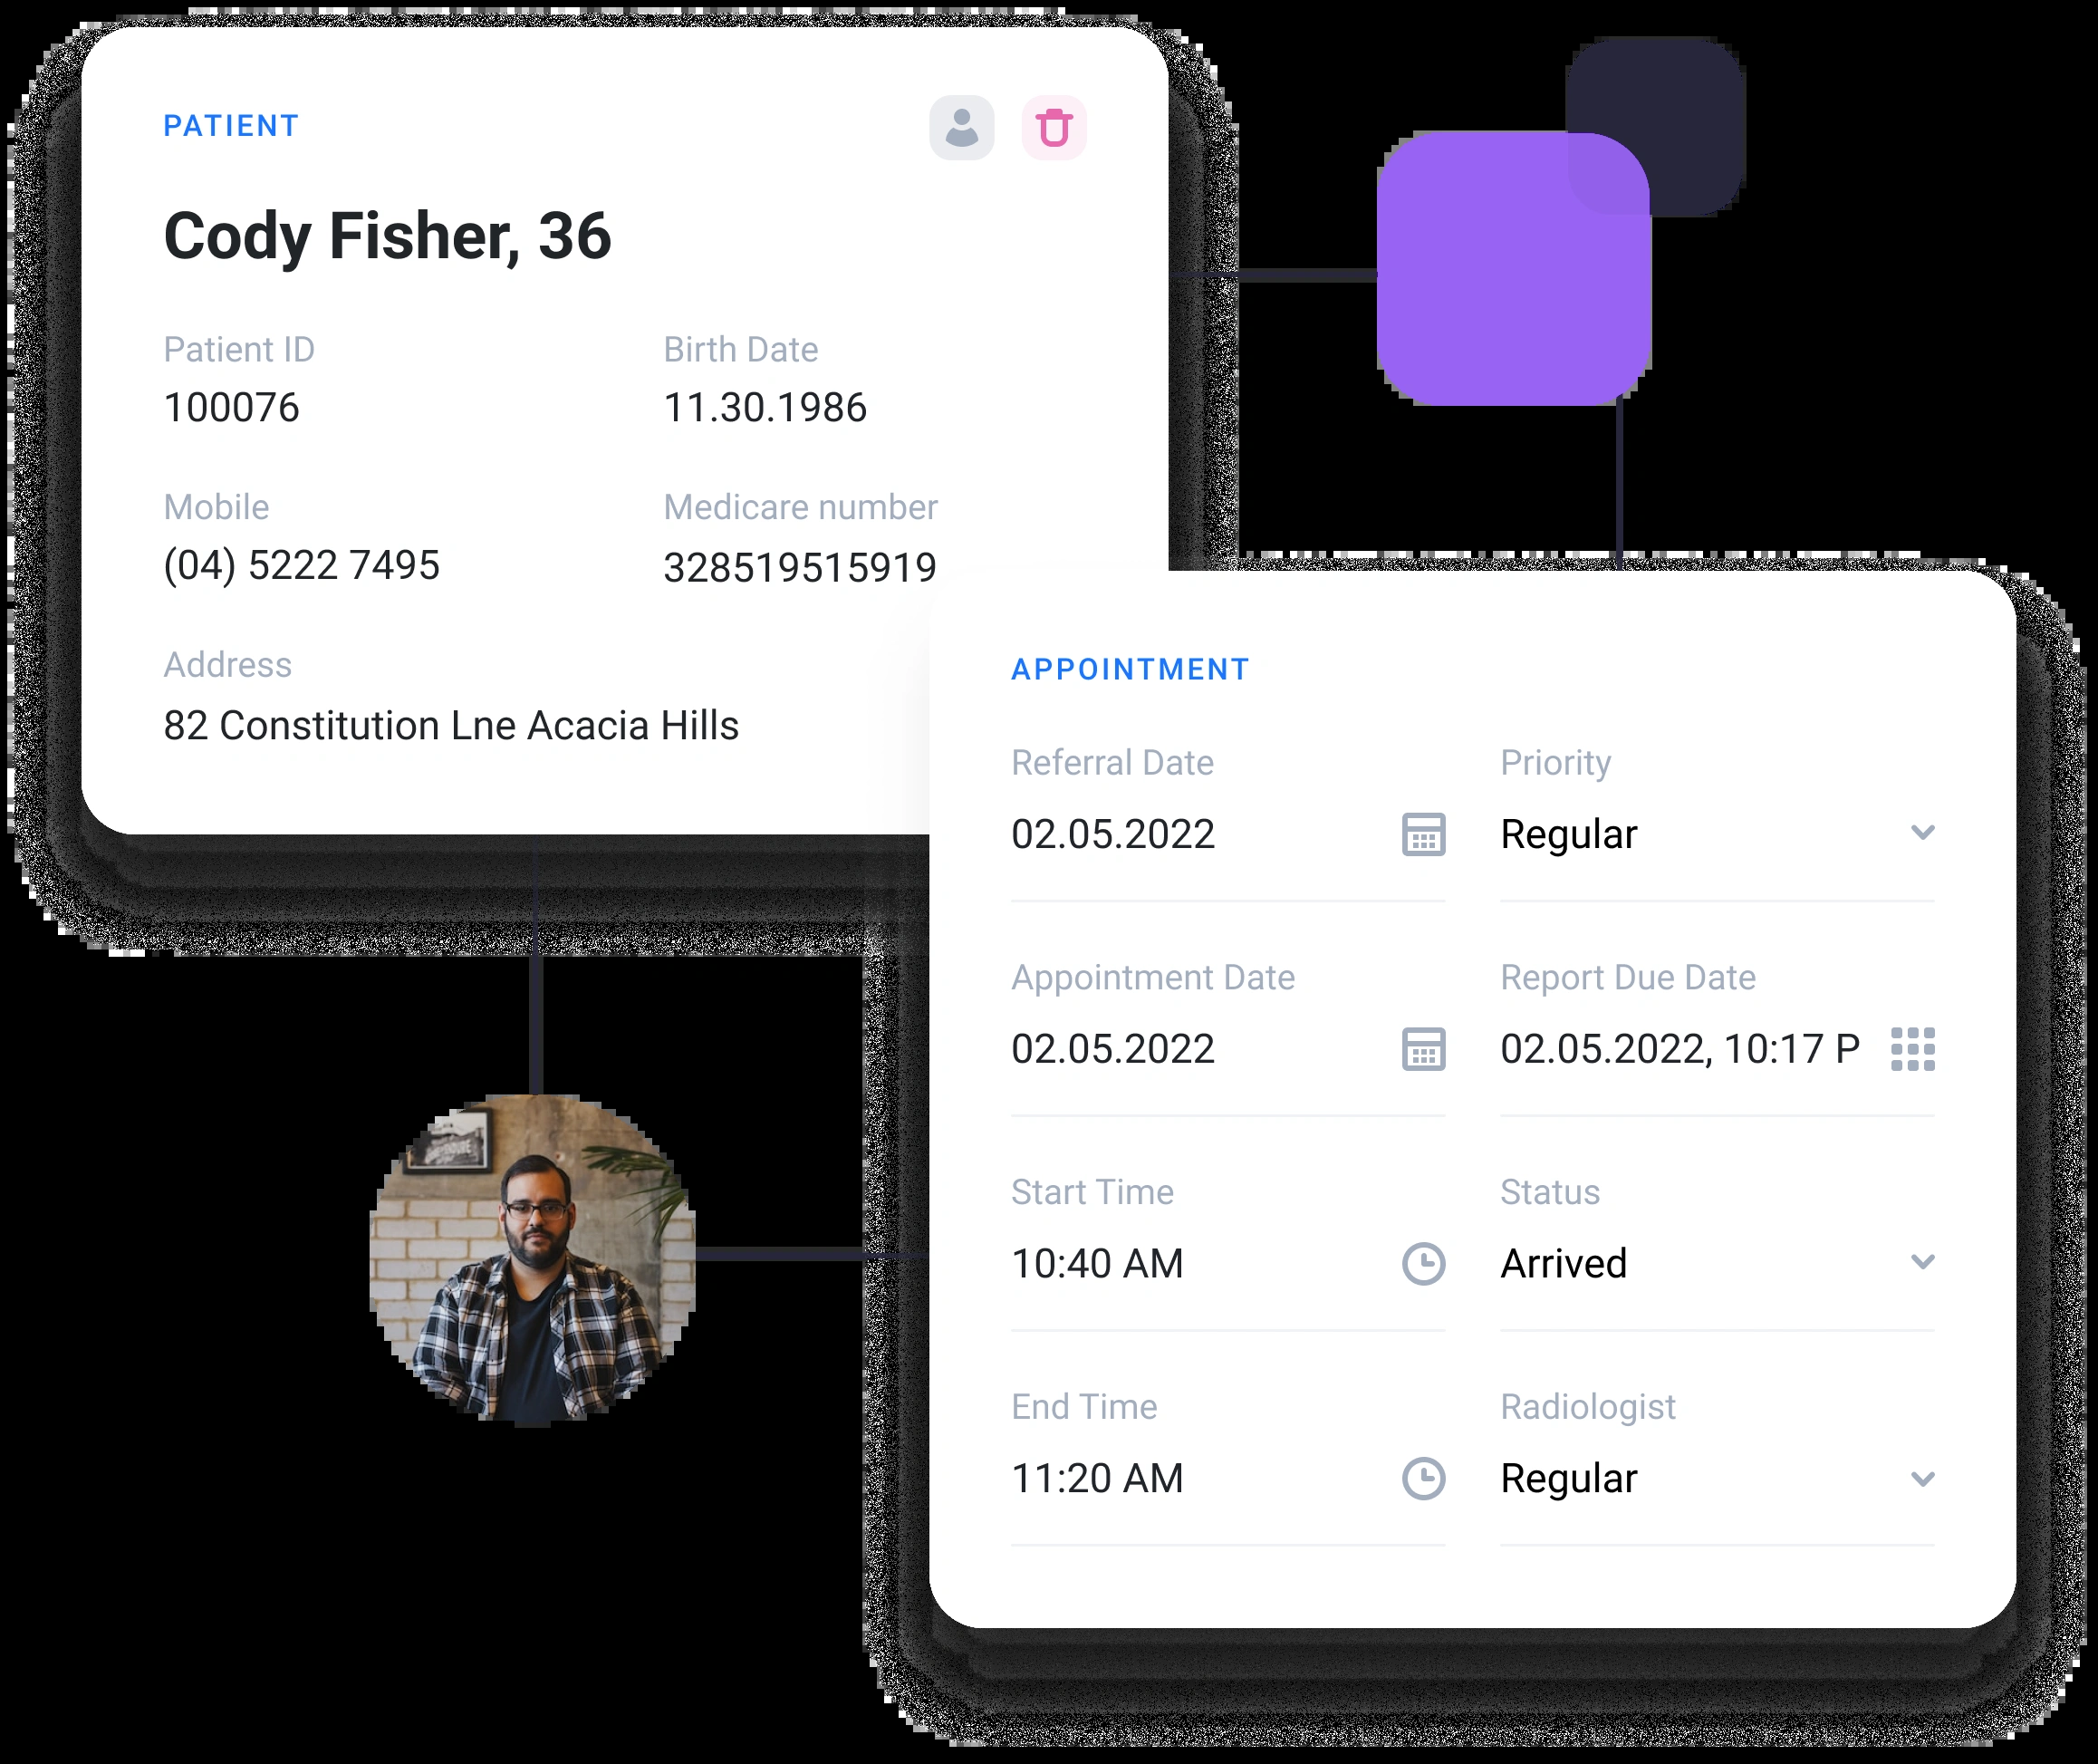 PATIENT
Cody Fisher, 36
Patient ID
Birth Date
100076
11.30.1986
Mobile
Medicare number
(04) 5222 7495
328519515919
Address
82 Constitution Lne Acacia Hills
APPOINTMENT
Referral Date
Priority
02.05.2022
Regular
Appointment Date
Report Due Date
02.05.2022
02.05.2022, 10:17 P
Start Time
Status
10:40 AM
Arrived
End Time
Radiologist
11:20 AM
Regular